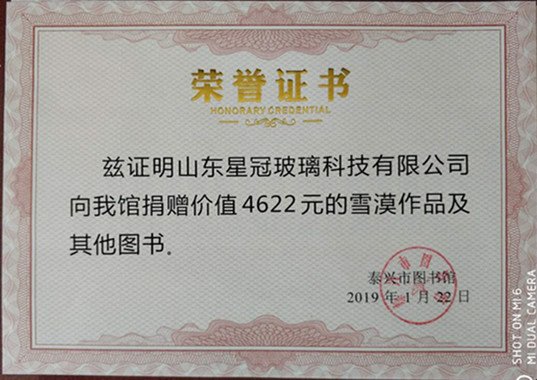 荣誉证书
HONORARY CREDENTIAL
兹证明山东星冠玻璃科技有限公司
向我馆捐赠价值4622元的雪漠作品及
其他图书.
泰兴市图书馆
2019年1月22日
SHOT ON MI 6
MI DUAL CAMERA